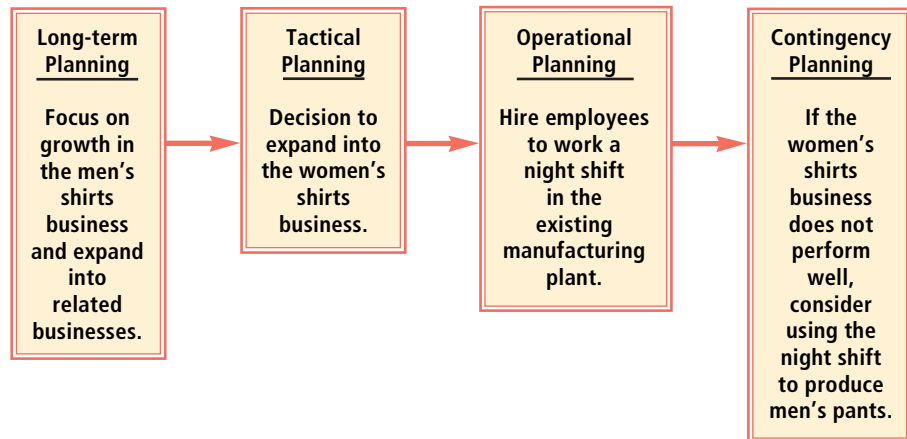 Long-term
Planning
Focus on
growth in
the men's
shirts
business
and expand
into
related
businesses.
Tactical
Planning
Decision to
expand into
the women's
shirts
business.
Operational
Planning
Hire employees
to work a
night shift
in the
existing
manufacturing
plant.
Contingency
Planning
If the
women's
shirts
business
does not
perform
well,
consider
using the
night shift
to produce
men's pants.